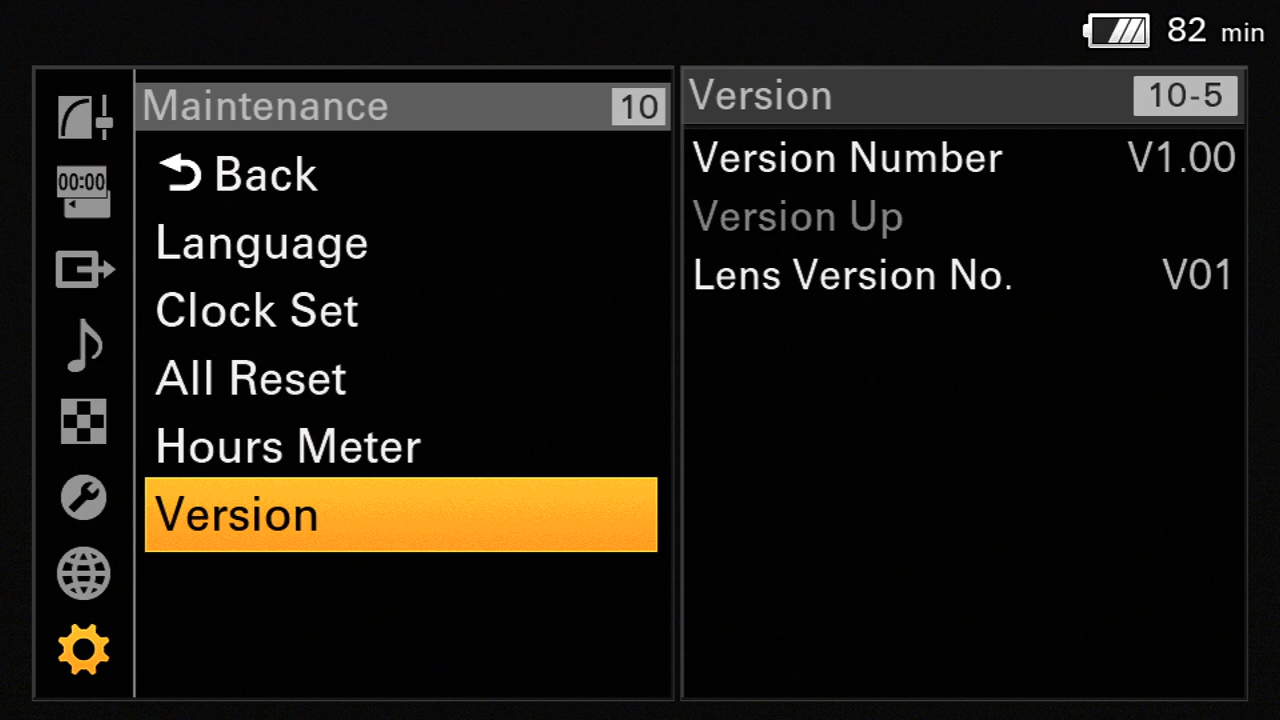 82 min
00:00
Maintenance 10
Back
Language
Clock Set
All Reset
Hours Meter
Version
Version 10-5
Version Number V1.00
Version Up
Lens Version No. V01